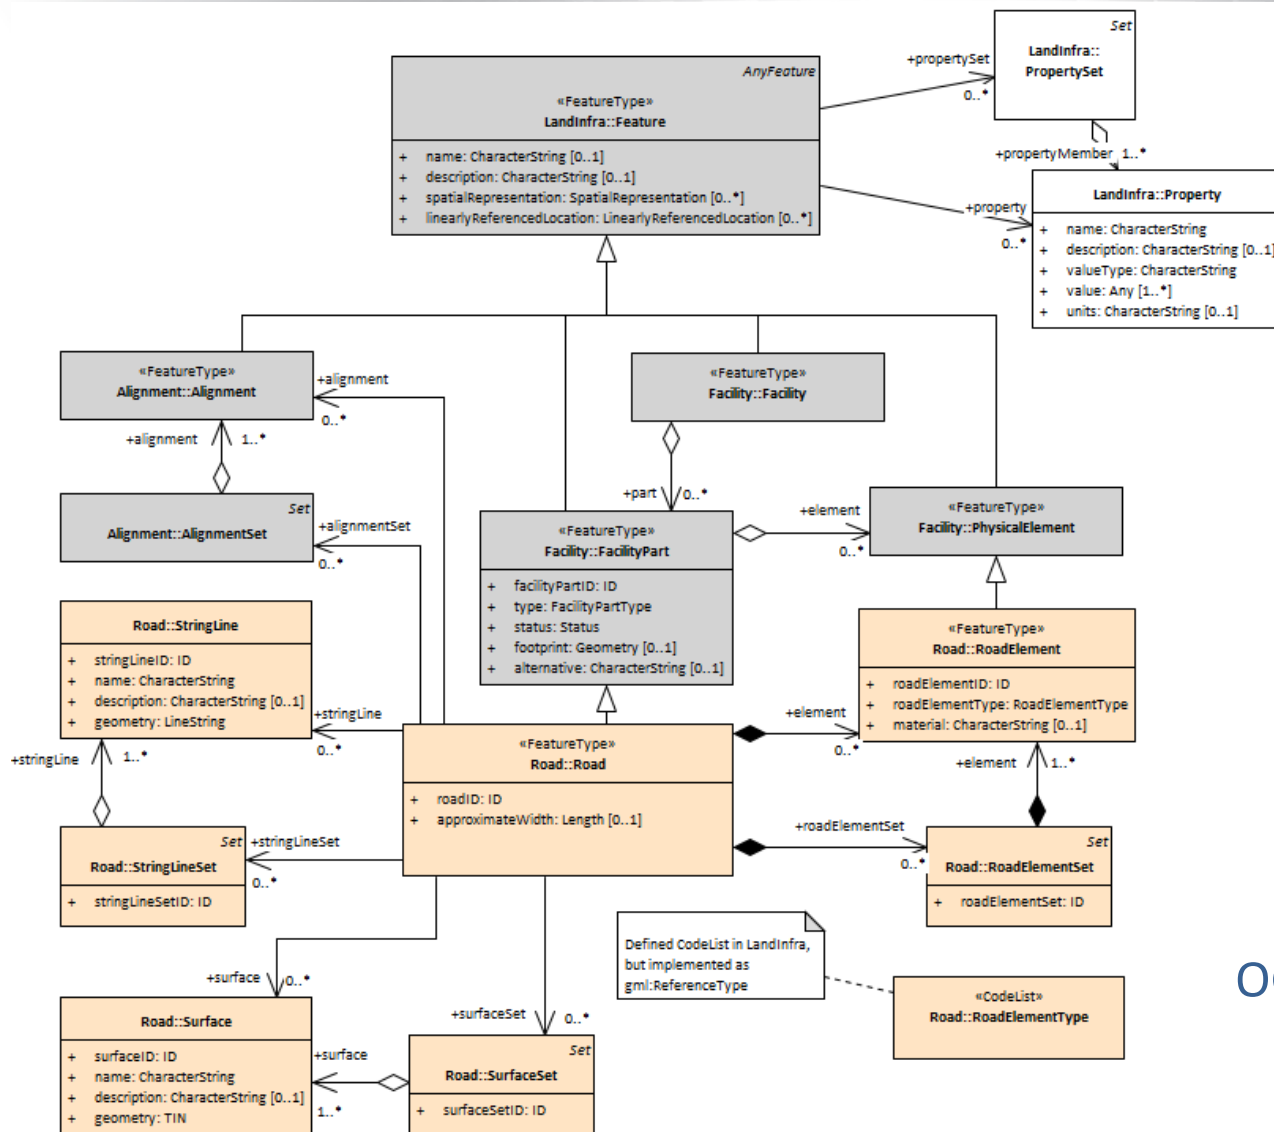 Set
LandInfra::
PropertySet
+propertySet
0..*
AnyFeature
«FeatureType»
LandInfra::Feature
+ name: CharacterString [0..1]
+ description: CharacterString [0..1]
+ spatialRepresentation: SpatialRepresentation [0..*]
+ linearlyReferencedLocation: LinearlyReferencedLocation [0..*]
+propertyMember 1..*
+property
0..*
LandInfra::Property
+ name: CharacterString
+ description: CharacterString [0..1]
+ valueType: CharacterString
+ value: Any [1..*]
+ units: CharacterString [0..1]
«FeatureType»
Alignment::Alignment
+alignment
0..*
«FeatureType»
Facility::Facility
+alignment 1..*
Set
Alignment::AlignmentSet
+alignmentSet
0..*
+part 0..*
«FeatureType»
Facility::FacilityPart
+ facilityPartID: ID
+ type: FacilityPartType
+ status: Status
+ footprint: Geometry [0..1]
+ alternative: CharacterString [0..1]
+element
0..*
«FeatureType»
Facility::PhysicalElement
Road::StringLine
+ stringLineID: ID
+ name: CharacterString
+ description: CharacterString [0..1]
+ geometry: LineString
+stringLine
0..*
«FeatureType»
Road::RoadElement
+ roadElementID: ID
+ roadElementType: RoadElementType
+ material: CharacterString [0..1]
+element
0..*
«FeatureType»
Road::Road
+ roadID: ID
+ approximateWidth: Length [0..1]
+stringLine 1..*
+element 1..*
Set
Road::StringLineSet
+ stringLineSetID: ID
+stringLineSet
0..*
+roadElementSet
0..*
Set
Road::RoadElementSet
+ roadElementSet: ID
Defined CodeList in LandInfra,
but implemented as
gml:ReferenceType
«CodeList»
Road::RoadElementType
+surface 0..*
+surfaceSet 0..*
Road::Surface
+ surfaceID: ID
+ name: CharacterString
+ description: CharacterString [0..1]
+ geometry: TIN
+surface
1..*
Set
Road::SurfaceSet
+ surfaceSetID: ID